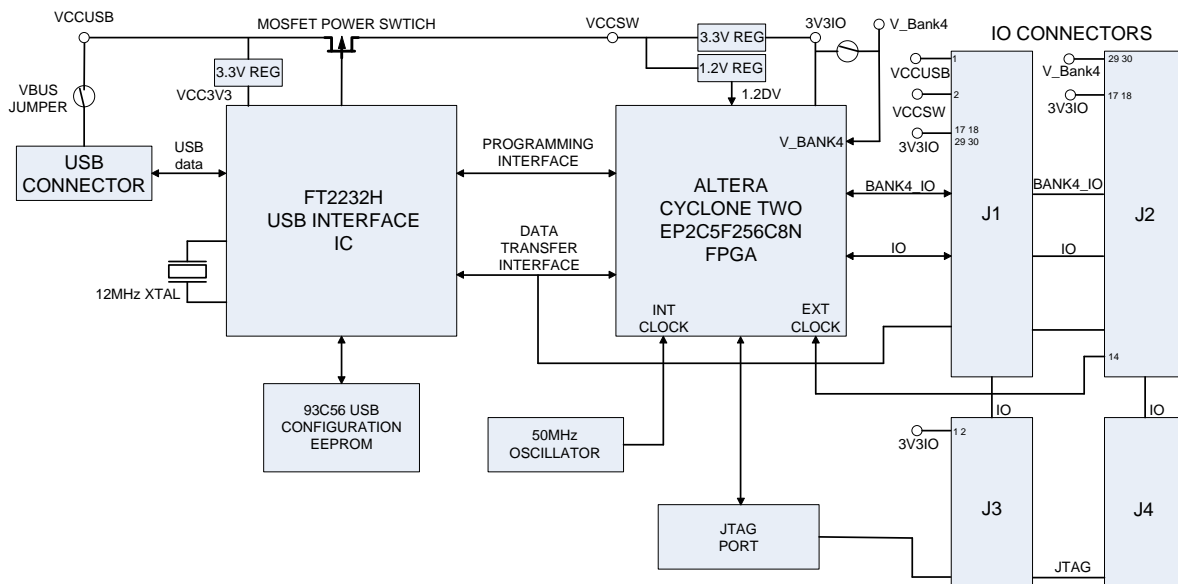 VCCUSB
MOSFET POWER SWTICH
VCCSW
3V3IO
V_Bank4
IO CONNECTORS
3.3V REG
1.2V REG
1.2DV
3.3V REG
VCC3V3
VBUS
JUMPER
USB
CONNECTOR
USB
data
FT2232H
USB INTERFACE
IC
12MHz XTAL
93C56 USB
CONFIGURATION
EEPROM
PROGRAMMING
INTERFACE
DATA
TRANSFER
INTERFACE
V_BANK4
ALTERA
CYCLONE TWO
EP2C5F256C8N
FPGA
INT
CLOCK
EXT
CLOCK
50MHz
OSCILLATOR
JTAG
PORT
BANK4_IO
IO
1
VCCUSB
2
VCCSW
17 18
29 30
3V3IO
J1
BANK4_IO
IO
29 30
V_Bank4
17 18
3V3IO
J2
14
IO
IO
1 2
3V3IO
J3
JTAG
J4